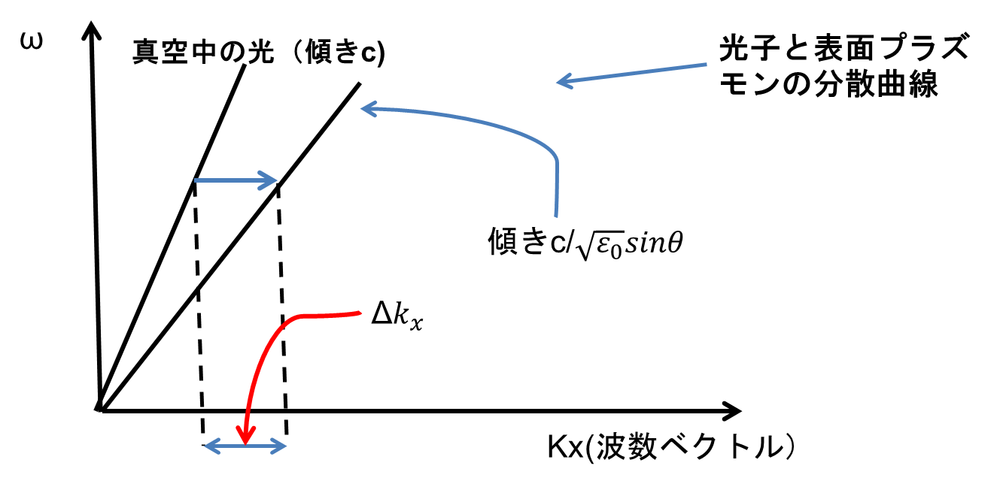 ω
真空中の光（傾きc)
光子と表面プラズ
モンの分散曲線
傾きc/√ε₀sinθ
Δkₓ
Kx(波数ベクトル）